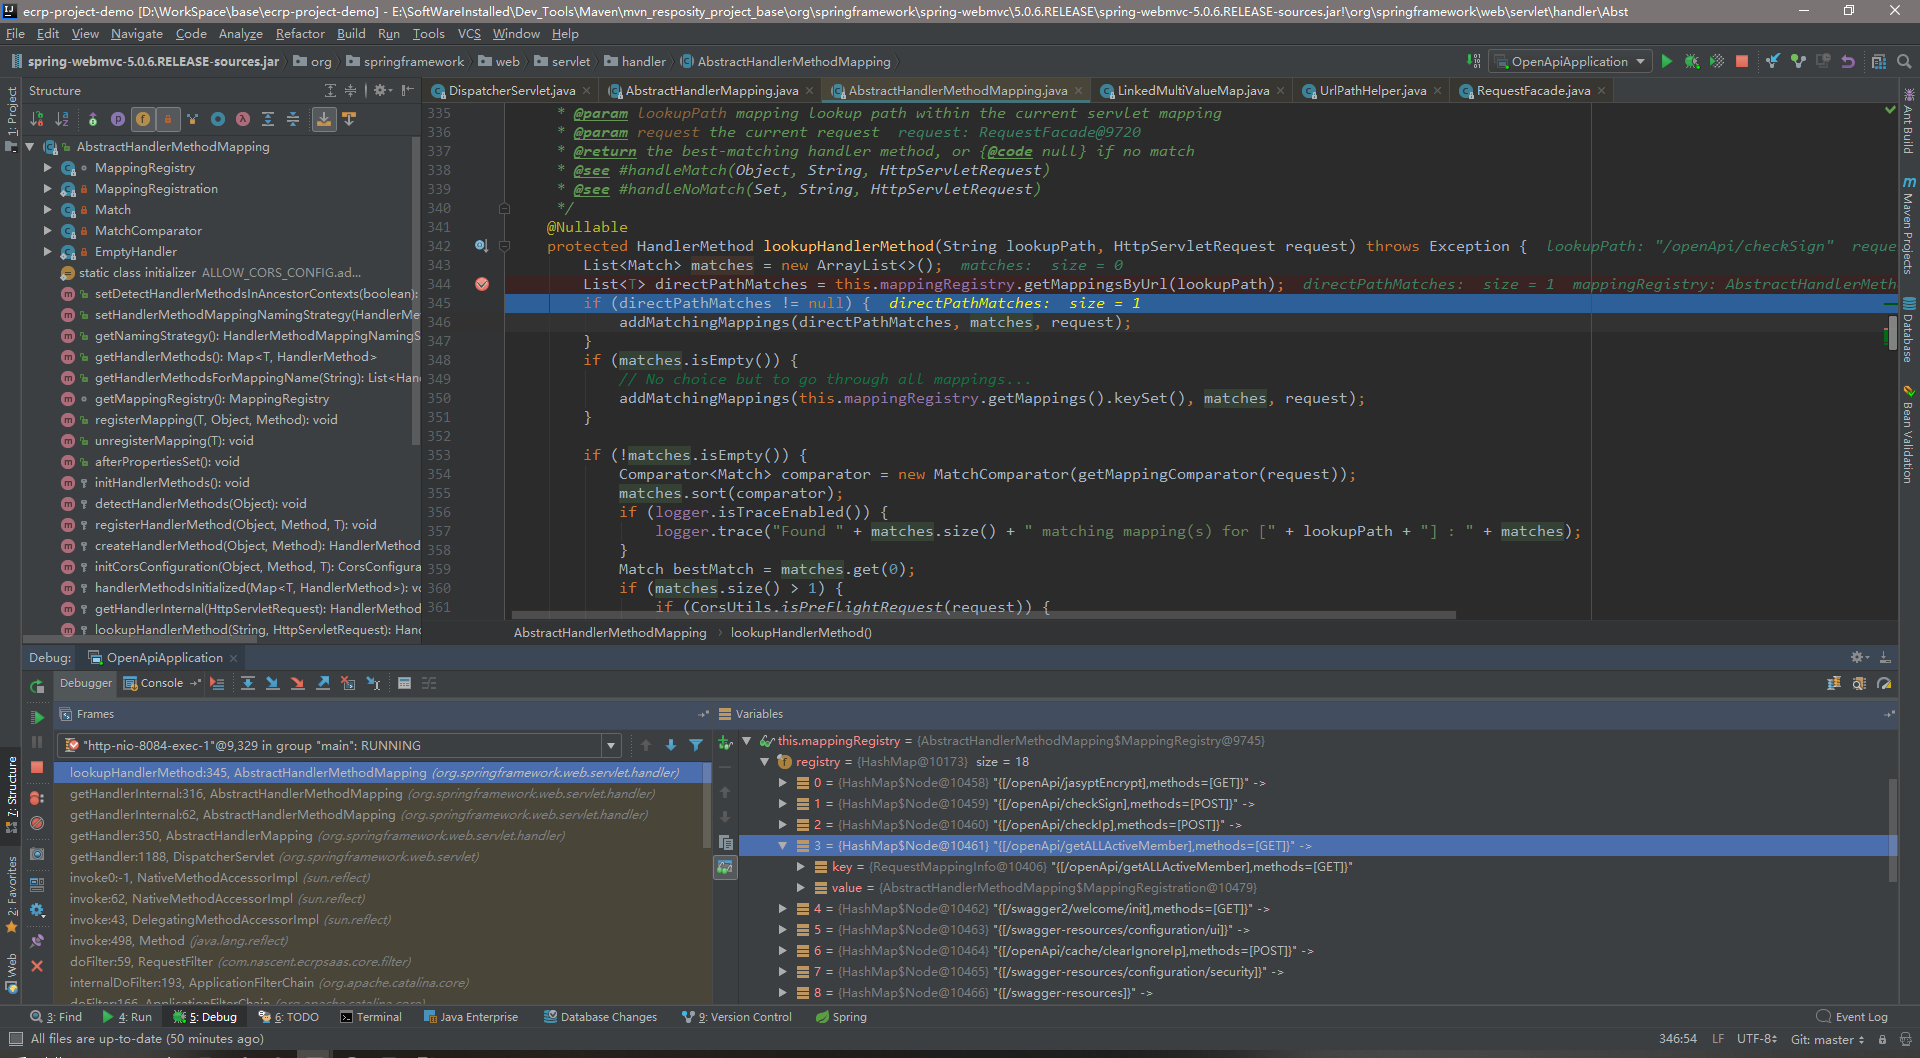 ecrp-project-demo [D:\WorkSpace\base\ecrp-project-demo] - E:\SoftWareInstalled\Dev_Tools\Maven\mvn_resposity_project_base\org\springframework\spring-webmvc\5.0.6.RELEASE\spring-webmvc-5.0.6.RELEASE-sources.jar!\org\springframework\web\servlet\handler\Abst
File Edit View Navigate Code Analyze Refactor Build Run Tools VCS Window Help
spring-webmvc-5.0.6.RELEASE-sources.jar org springframework web servlet handler AbstractHandlerMethodMapping
OpenApiApplication
Structure
DispatcherServlet.java AbstractHandlerMapping.java AbstractHandlerMethodMapping.java LinkedMultiValueMap.java UrlPathHelper.java RequestFacade.java
1: Project
7: Structure
2: Favorites
Web
AbstractHandlerMethodMapping
MappingRegistry
MappingRegistration
Match
MatchComparator
EmptyHandler
static class initializer ALLOW_CORS_CONFIG.ad...
setDetectHandlerMethodsInAncestorContexts(boolean):
setHandlerMethodMappingNamingStrategy(HandlerMe
getNamingStrategy(): HandlerMethodMappingNamingS
getHandlerMethods(): Map<T, HandlerMethod>
getHandlerMethodsForMappingName(String): List<Han
getMappingRegistry(): MappingRegistry
registerMapping(T, Object, Method): void
unregisterMapping(T): void
afterPropertiesSet(): void
initHandlerMethods(): void
detectHandlerMethods(Object): void
registerHandlerMethod(Object, Method, T): void
createHandlerMethod(Object, Method): HandlerMethod
initCorsConfiguration(Object, Method, T): CorsConfigura
handlerMethodsInitialized(Map<T, HandlerMethod>): v
getHandlerInternal(HttpServletRequest): HandlerMethod
lookupHandlerMethod(String, HttpServletRequest): Hand
335 * @param lookupPath mapping lookup path within the current servlet mapping
336 * @param request the current request request: RequestFacade@9720
337 * @return the best-matching handler method, or {@code null} if no match
338 * @see #handleMatch(Object, String, HttpServletRequest)
339 * @see #handleNoMatch(Set, String, HttpServletRequest)
340 */
341 @Nullable
342 protected HandlerMethod lookupHandlerMethod(String lookupPath, HttpServletRequest request) throws Exception { lookupPath: "/openApi/checkSign" reque
343 List<Match> matches = new ArrayList<>(); matches: size = 0
344 List<T> directPathMatches = this.mappingRegistry.getMappingsByUrl(lookupPath); directPathMatches: size = 1 mappingRegistry: AbstractHandlerMeth
345 if (directPathMatches != null) { directPathMatches: size = 1
346 addMatchingMappings(directPathMatches, matches, request);
347 }
348 if (matches.isEmpty()) {
349 // No choice but to go through all mappings...
350 addMatchingMappings(this.mappingRegistry.getMappings().keySet(), matches, request);
351 }
352
353 if (!matches.isEmpty()) {
354 Comparator<Match> comparator = new MatchComparator(getMappingComparator(request));
355 matches.sort(comparator);
356 if (logger.isTraceEnabled()) {
357 logger.trace("Found " + matches.size() + " matching mapping(s) for [" + lookupPath + "] : " + matches);
358 }
359 Match bestMatch = matches.get(0);
360 if (matches.size() > 1) {
361 if (CorsUtils.isPreFlightRequest(request)) {
AbstractHandlerMethodMapping lookupHandlerMethod()
Ant Build
Maven Projects
Database
Bean Validation
Debug: OpenApiApplication
Debugger Console
Frames
"http-nio-8084-exec-1"@9,329 in group "main": RUNNING
lookupHandlerMethod:345, AbstractHandlerMethodMapping (org.springframework.web.servlet.handler)
getHandlerInternal:316, AbstractHandlerMethodMapping (org.springframework.web.servlet.handler)
getHandlerInternal:62, AbstractHandlerMethodMapping (org.springframework.web.servlet.handler)
getHandler:350, AbstractHandlerMapping (org.springframework.web.servlet.handler)
getHandler:1188, DispatcherServlet (org.springframework.web.servlet)
invoke0:-1, NativeMethodAccessorImpl (sun.reflect)
invoke:62, NativeMethodAccessorImpl (sun.reflect)
invoke:43, DelegatingMethodAccessorImpl (sun.reflect)
invoke:498, Method (java.lang.reflect)
doFilter:59, RequestFilter (com.nascent.ecrpsaas.core.filter)
internalDoFilter:193, ApplicationFilterChain (org.apache.catalina.core)
doFilter:166, ApplicationFilterChain (org.apache.catalina.core)
Variables
this.mappingRegistry = {AbstractHandlerMethodMapping$MappingRegistry@9745}
registry = {HashMap@10173} size = 18
0 = {HashMap$Node@10458} "{[/openApi/jasyptEncrypt],methods=[GET]}" ->
1 = {HashMap$Node@10459} "{[/openApi/checkSign],methods=[POST]}" ->
2 = {HashMap$Node@10460} "{[/openApi/checkIp],methods=[POST]}" ->
3 = {HashMap$Node@10461} "{[/openApi/getALLActiveMember],methods=[GET]}" ->
key = {RequestMappingInfo@10406} "{[/openApi/getALLActiveMember],methods=[GET]}"
value = {AbstractHandlerMethodMapping$MappingRegistration@10479}
4 = {HashMap$Node@10462} "{[/swagger2/welcome/init],methods=[GET]}" ->
5 = {HashMap$Node@10463} "{[/swagger-resources/configuration/ui]}" ->
6 = {HashMap$Node@10464} "{[/openApi/cache/clearIgnoreIp],methods=[POST]}" ->
7 = {HashMap$Node@10465} "{[/swagger-resources/configuration/security]}" ->
8 = {HashMap$Node@10466} "{[/swagger-resources]}" ->
3: Find 4: Run 5: Debug 6: TODO Terminal Java Enterprise Database Changes 9: Version Control Spring Event Log
All files are up-to-date (50 minutes ago) 346:54 LF UTF-8 Git: master